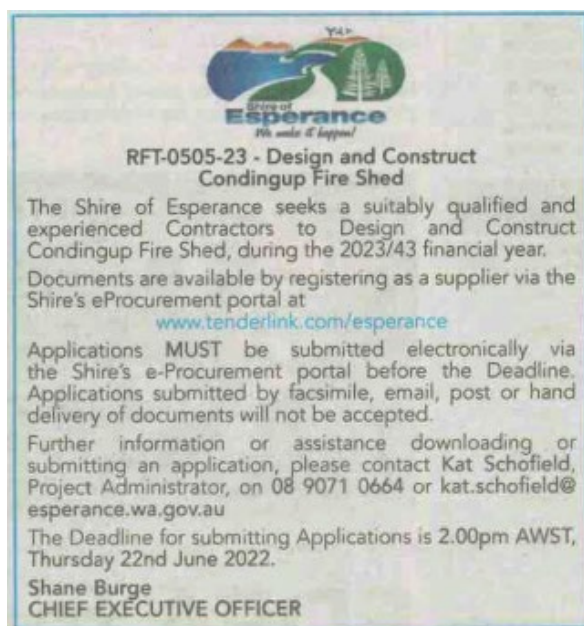 Shire of
Esperance
We make it happen!
RFT-0505-23 - Design and Construct
Condingup Fire Shed
The Shire of Esperance seeks a suitably qualified and
experienced Contractors to Design and Construct
Condingup Fire Shed, during the 2023/43 financial year.
Documents are available by registering as a supplier via the
Shire's eProcurement portal at
www.tenderlink.com/esperance
Applications MUST be submitted electronically via
the Shire's e-Procurement portal before the Deadline.
Applications submitted by facsimile, email, post or hand
delivery of documents will not be accepted.
Further information or assistance downloading or
submitting an application, please contact Kat Schofield,
Project Administrator, on 08 9071 0664 or kat.schofield@
esperance.wa.gov.au
The Deadline for submitting Applications is 2.00pm AWST,
Thursday 22nd June 2022.
Shane Burge
CHIEF EXECUTIVE OFFICER